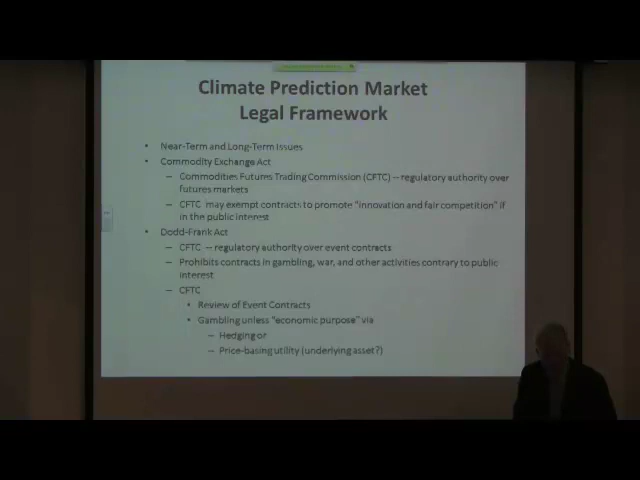 Climate Prediction Market
Legal Framework
• Near-Term and Long-Term Issues
• Commodity Exchange Act
– Commodities Futures Trading Commission (CFTC) -- regulatory authority over
futures markets
– CFTC may exempt contracts to promote "innovation and fair competition" if
in the public interest
• Dodd-Frank Act
– CFTC -- regulatory authority over event contracts
– Prohibits contracts in gambling, war, and other activities contrary to public
interest
– CFTC
• Review of Event Contracts
• Gambling unless "economic purpose" via
– Hedging or
– Price-basing utility (underlying asset?)